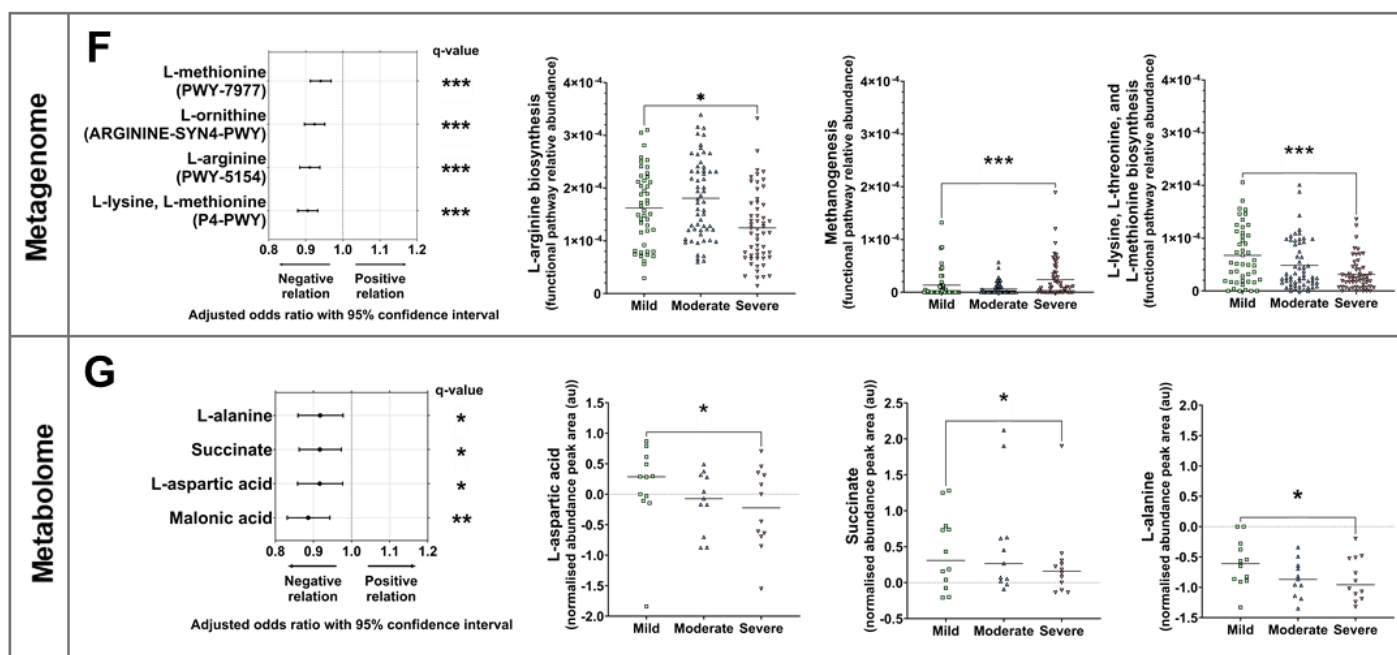 Metagenome
F
q-value
L-methionine
(PWY-7977)
***
L-ornithine
(ARGININE-SYN4-PWY)
***
L-arginine
(PWY-5154)
***
L-lysine, L-methionine
(P4-PWY)
***
0.8 0.9 1.0 1.1 1.2
Negative
relation
Positive
relation
Adjusted odds ratio with 95% confidence interval
L-arginine biosynthesis
(functional pathway relative abundance)
4×10⁻⁴
3×10⁻⁴
2×10⁻⁴
1×10⁻⁴
0
*
Mild Moderate Severe
Methanogenesis
(functional pathway relative abundance)
4×10⁻⁴
3×10⁻⁴
2×10⁻⁴
1×10⁻⁴
0
***
Mild Moderate Severe
L-lysine, L-threonine, and
L-methionine biosynthesis
(functional pathway relative abundance)
4×10⁻⁴
3×10⁻⁴
2×10⁻⁴
1×10⁻⁴
0
***
Mild Moderate Severe
Metabolome
G
q-value
L-alanine
*
Succinate
*
L-aspartic acid
*
Malonic acid
**
0.8 0.9 1.0 1.1 1.2
Negative
relation
Positive
relation
Adjusted odds ratio with 95% confidence interval
L-aspartic acid
(normalised abundance peak area (au))
1.5
1.0
0.5
0.0
-0.5
-1.0
-1.5
-2.0
*
Mild Moderate Severe
Succinate
(normalised abundance peak area (au))
2.5
2.0
1.5
1.0
0.5
0.0
-0.5
*
Mild Moderate Severe
L-alanine
(normalised abundance peak area (au))
2.0
1.5
1.0
0.5
0.0
-0.5
-1.0
-1.5
*
Mild Moderate Severe